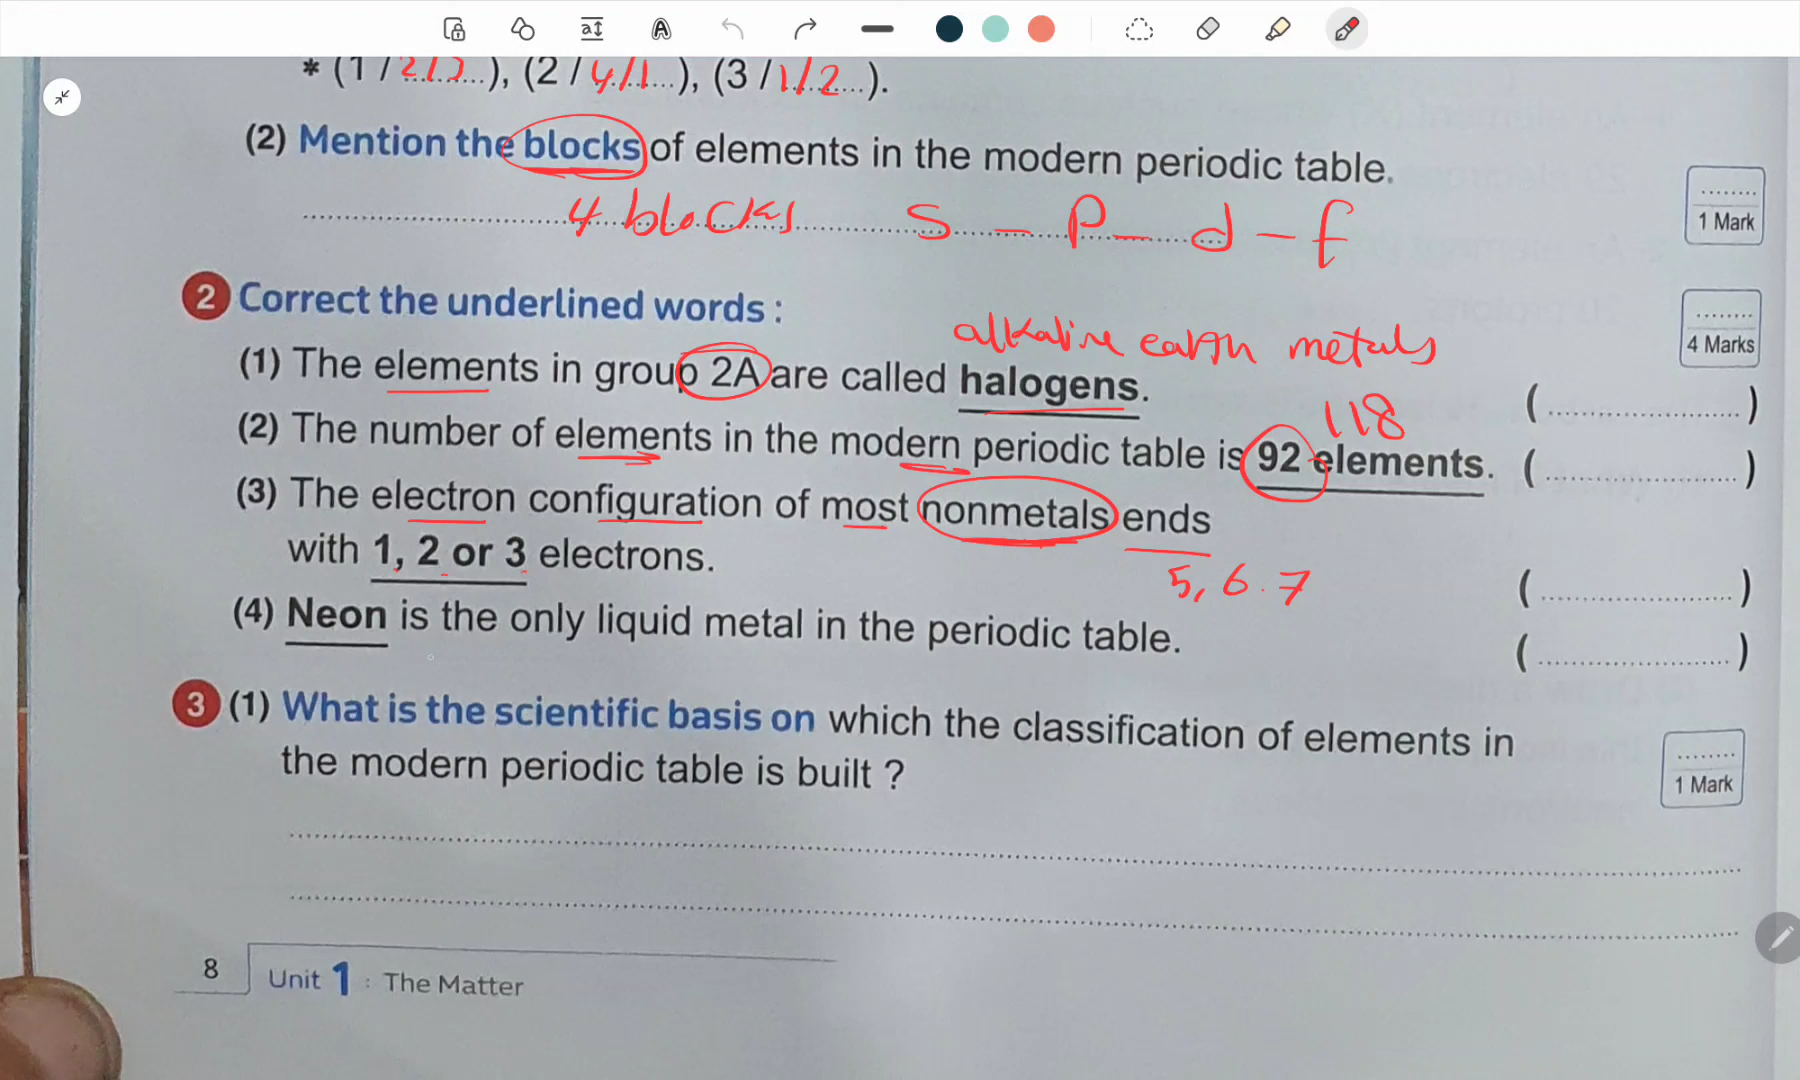 * (1 / 2/3 ), (2 / 4/1 ), (3 / 1/2 ).
(2) Mention the blocks of elements in the modern periodic table.
4 blocks s - p - d - f
1 Mark
2 Correct the underlined words :
4 Marks
alkaline earth metals
(1) The elements in group 2A are called halogens. ( )
118
(2) The number of elements in the modern periodic table is 92 elements. ( )
(3) The electron configuration of most nonmetals ends
with 1, 2 or 3 electrons. ( )
5, 6. 7
(4) Neon is the only liquid metal in the periodic table. ( )
3 (1) What is the scientific basis on which the classification of elements in
the modern periodic table is built ?
1 Mark
8 Unit 1 : The Matter